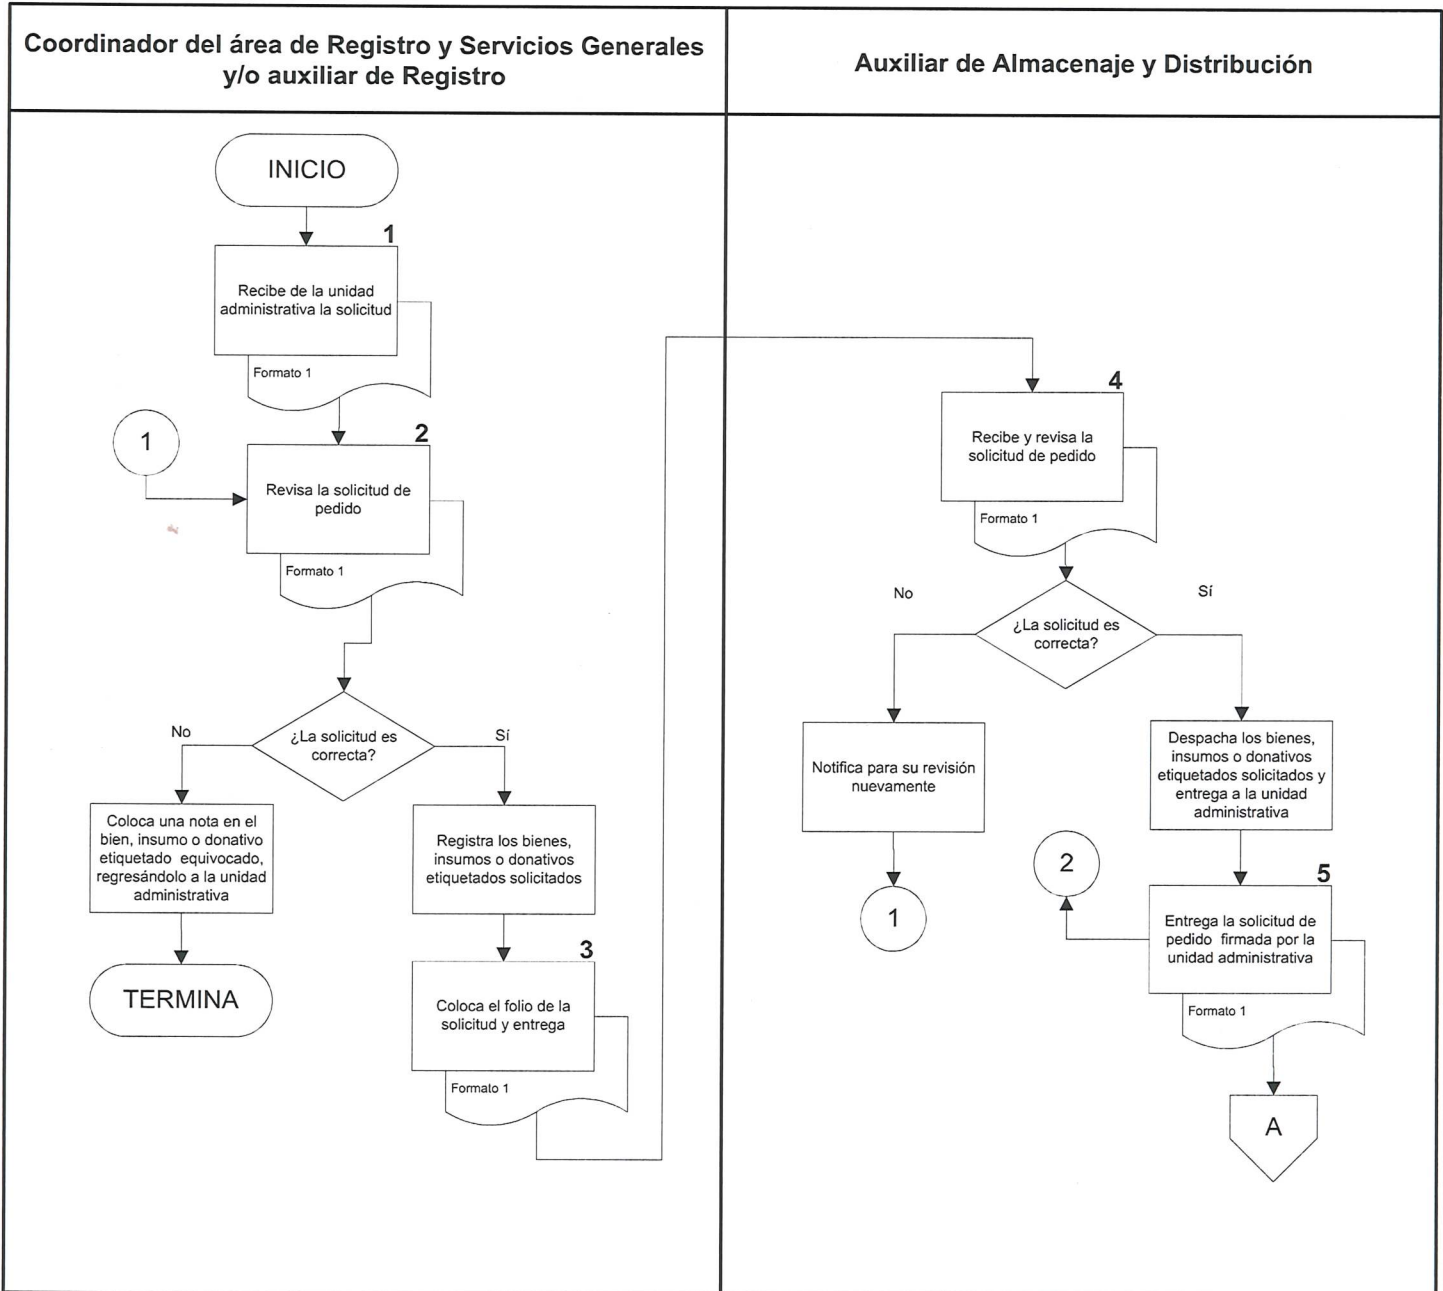 Coordinador del área de Registro y Servicios Generales
y/o auxiliar de Registro
Auxiliar de Almacenaje y Distribución
INICIO
1
Recibe de la unidad
administrativa la solicitud
Formato 1
1
2
Revisa la solicitud de
pedido
Formato 1
¿La solicitud es
correcta?
No
Sí
Coloca una nota en el
bien, insumo o donativo
etiquetado equivocado,
regresándolo a la unidad
administrativa
TERMINA
Registra los bienes,
insumos o donativos
etiquetados solicitados
3
Coloca el folio de la
solicitud y entrega
Formato 1
4
Recibe y revisa la
solicitud de pedido
Formato 1
No
Sí
¿La solicitud es
correcta?
Notifica para su revisión
nuevamente
1
Despacha los bienes,
insumos o donativos
etiquetados solicitados y
entrega a la unidad
administrativa
2
5
Entrega la solicitud de
pedido firmada por la
unidad administrativa
Formato 1
A